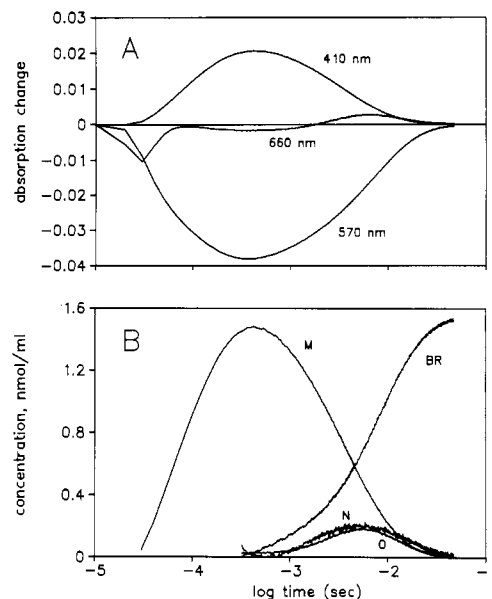 0.03
A
0.02
410 nm
0.01
0
660 nm
-0.01
-0.02
570 nm
-0.03
-0.04
absorption change
1.6
B
M
BR
1.2
0.8
0.4
N
O
0
concentration, nmol/ml
-5 -4 -3 -2 -1
log time (sec)